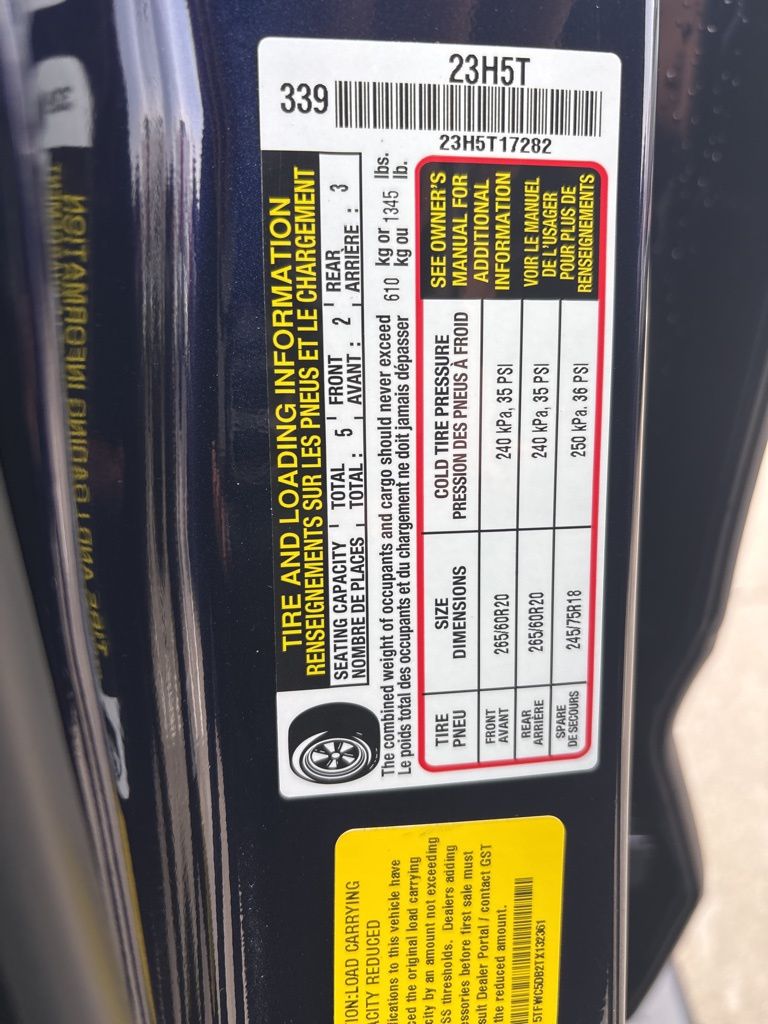 23H5T
339
23H5T17282
TIRE AND LOADING INFORMATION
RENSEIGNEMENTS SUR LES PNEUS ET LE CHARGEMENT
SEATING CAPACITY TOTAL 5 FRONT 2 REAR 3
NOMBRE DE PLACES TOTAL : AVANT : ARRIÈRE :
The combined weight of occupants and cargo should never exceed 610 kg or 1345 lbs.
Le poids total des occupants et du chargement ne doit jamais dépasser kg ou lb.
TIRE SIZE COLD TIRE PRESSURE
PNEU DIMENSIONS PRESSION DES PNEUS À FROID
FRONT
AVANT 265/60R20 240 kPa, 35 PSI
REAR
ARRIÈRE 265/60R20 240 kPa, 35 PSI
SPARE
DE SECOURS 245/75R18 250 kPa. 36 PSI
SEE OWNER'S
MANUAL FOR
ADDITIONAL
INFORMATION
VOIR LE MANUEL
DE L'USAGER
POUR PLUS DE
RENSEIGNEMENTS
ION:LOAD CARRYING
ACITY REDUCED
ications to this vehicle have
ced the original load carrying
city by an amount not exceeding
SS thresholds. Dealers adding
essories before first sale must
sult Dealer Portal / contact GST
the reduced amount.
5TFWC5DB2TX132361